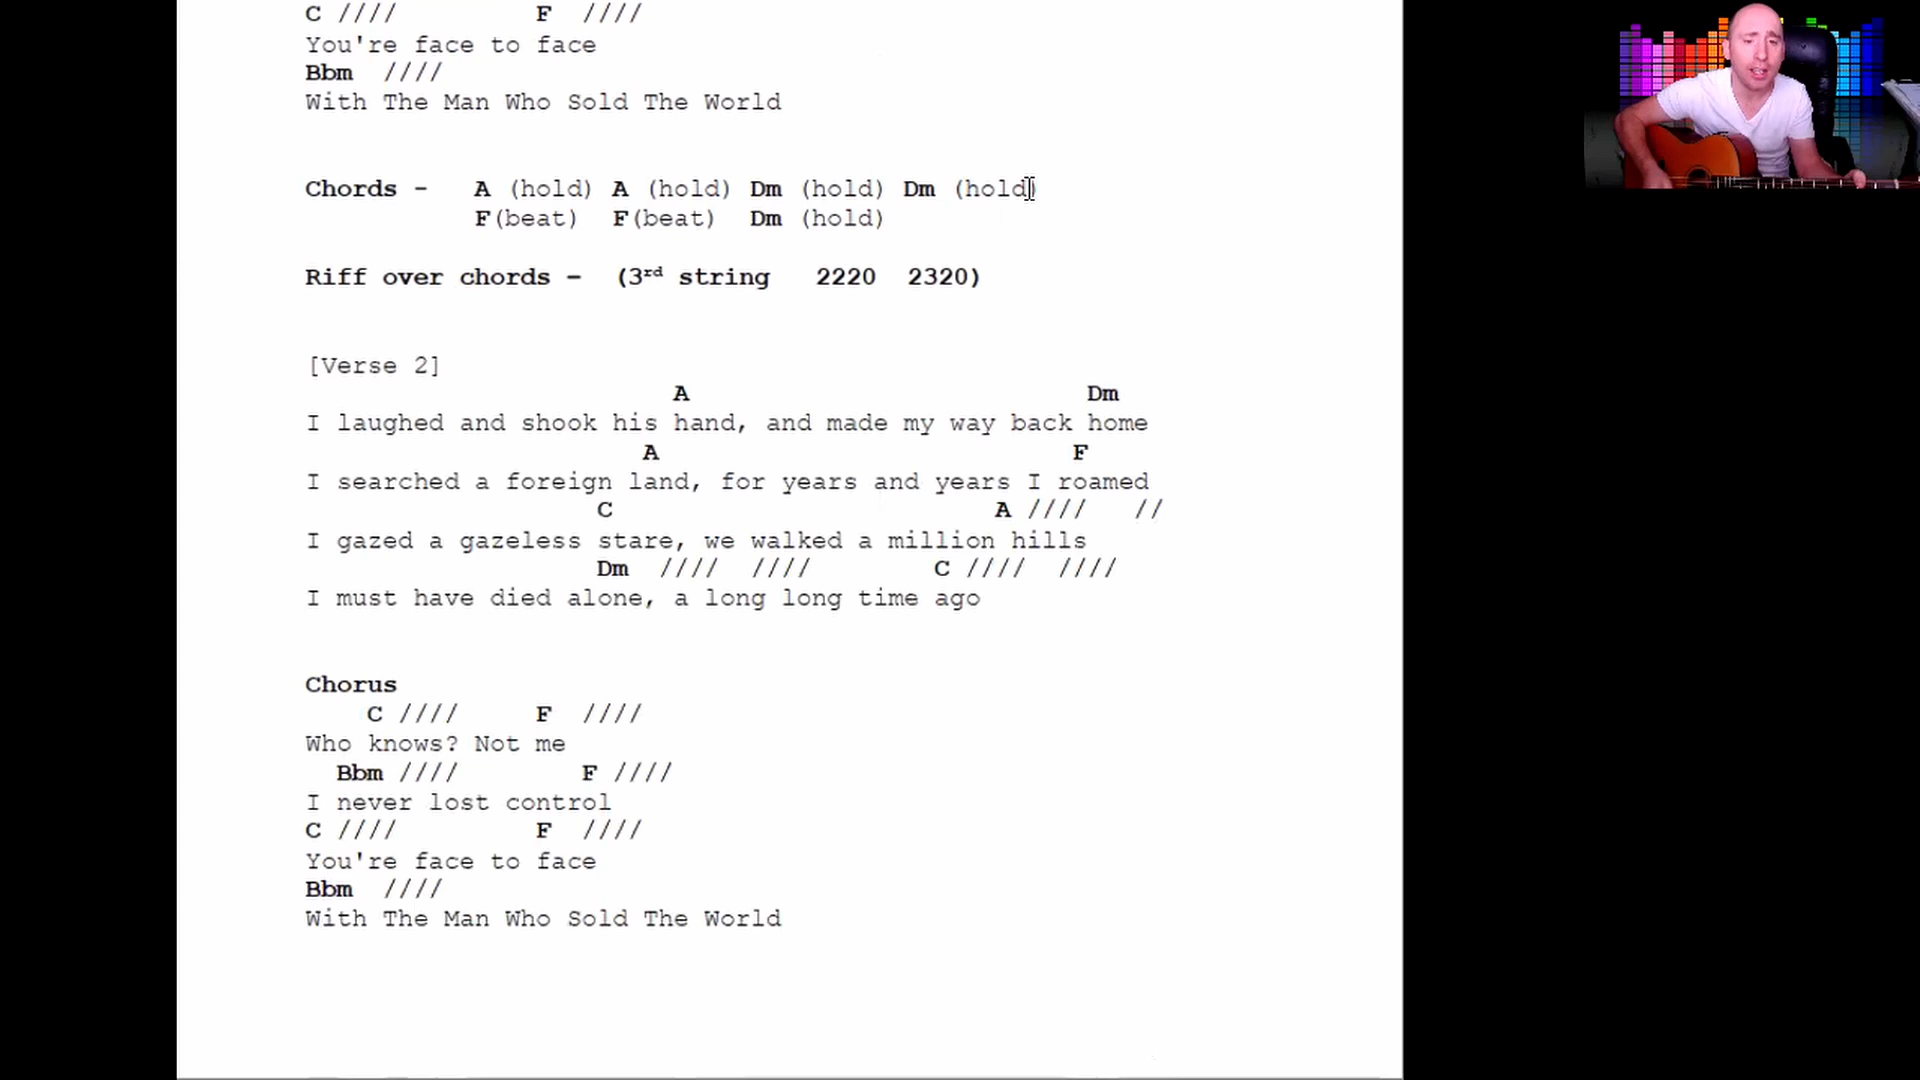 C ////         F  ////
You're face to face
Bbm  ////
With The Man Who Sold The World
Chords -   A (hold) A (hold) Dm (hold) Dm (hold)
F(beat)  F(beat)  Dm (hold)
Riff over chords –  (3rd string   2220  2320)
[Verse 2]
A                          Dm
I laughed and shook his hand, and made my way back home
A                           F
I searched a foreign land, for years and years I roamed
C                         A ////   //
I gazed a gazeless stare, we walked a million hills
Dm  ////  ////        C ////  ////
I must have died alone, a long long time ago
Chorus
C ////     F  ////
Who knows? Not me
Bbm ////        F ////
I never lost control
C ////         F  ////
You're face to face
Bbm  ////
With The Man Who Sold The World